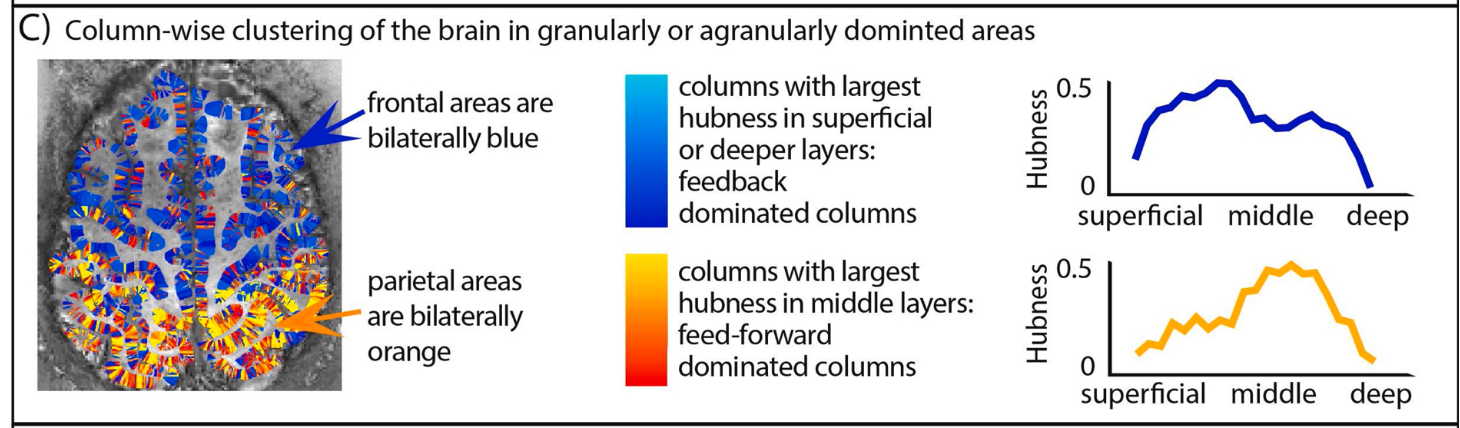 C) Column-wise clustering of the brain in granularly or agranularly dominted areas
frontal areas are
bilaterally blue
parietal areas
are bilaterally
orange
columns with largest
hubness in superficial
or deeper layers:
feedback
dominated columns
columns with largest
hubness in middle layers:
feed-forward
dominated columns
Hubness
0.5
0
superficial middle deep
Hubness
0.5
0
superficial middle deep